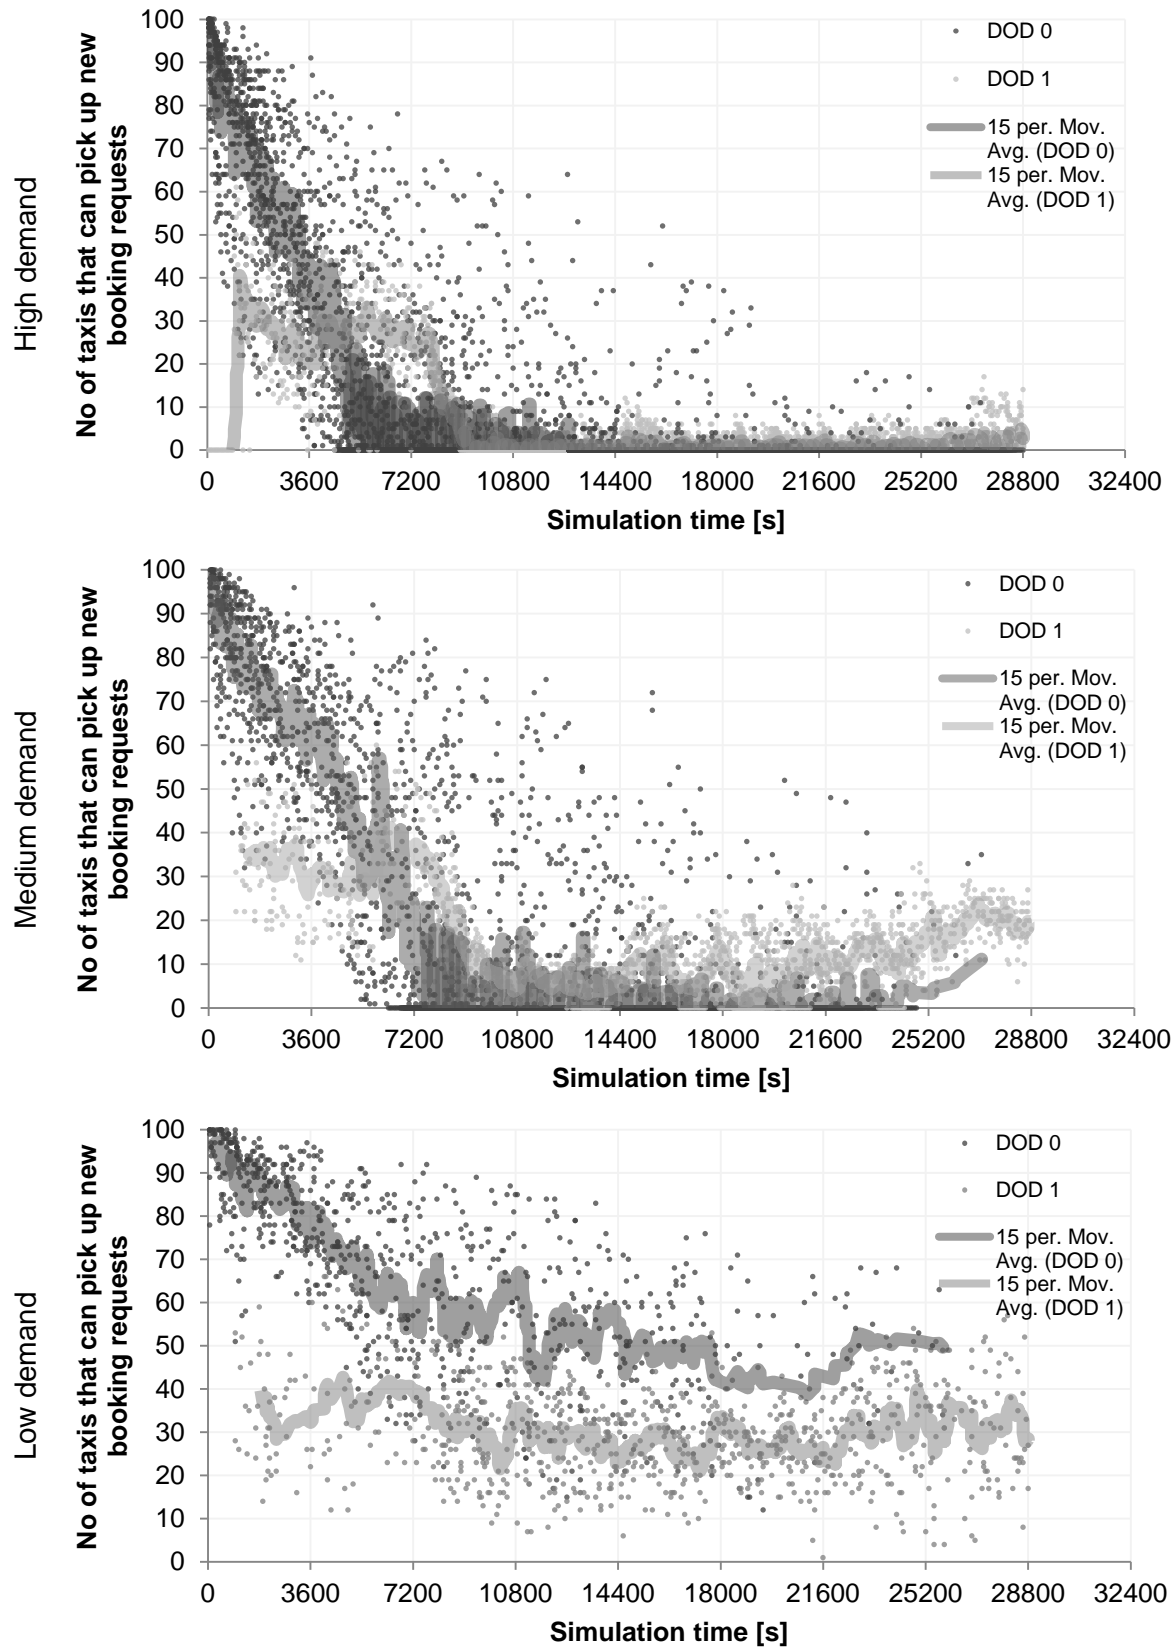 High demand
No of taxis that can pick up new
booking requests
100
90
80
70
60
50
40
30
20
10
0
0 3600 7200 10800 14400 18000 21600 25200 28800 32400
Simulation time [s]
DOD 0
DOD 1
15 per. Mov.
Avg. (DOD 0)
15 per. Mov.
Avg. (DOD 1)
Medium demand
No of taxis that can pick up new
booking requests
100
90
80
70
60
50
40
30
20
10
0
0 3600 7200 10800 14400 18000 21600 25200 28800 32400
Simulation time [s]
DOD 0
DOD 1
15 per. Mov.
Avg. (DOD 0)
15 per. Mov.
Avg. (DOD 1)
Low demand
No of taxis that can pick up new
booking requests
100
90
80
70
60
50
40
30
20
10
0
0 3600 7200 10800 14400 18000 21600 25200 28800 32400
Simulation time [s]
DOD 0
DOD 1
15 per. Mov.
Avg. (DOD 0)
15 per. Mov.
Avg. (DOD 1)